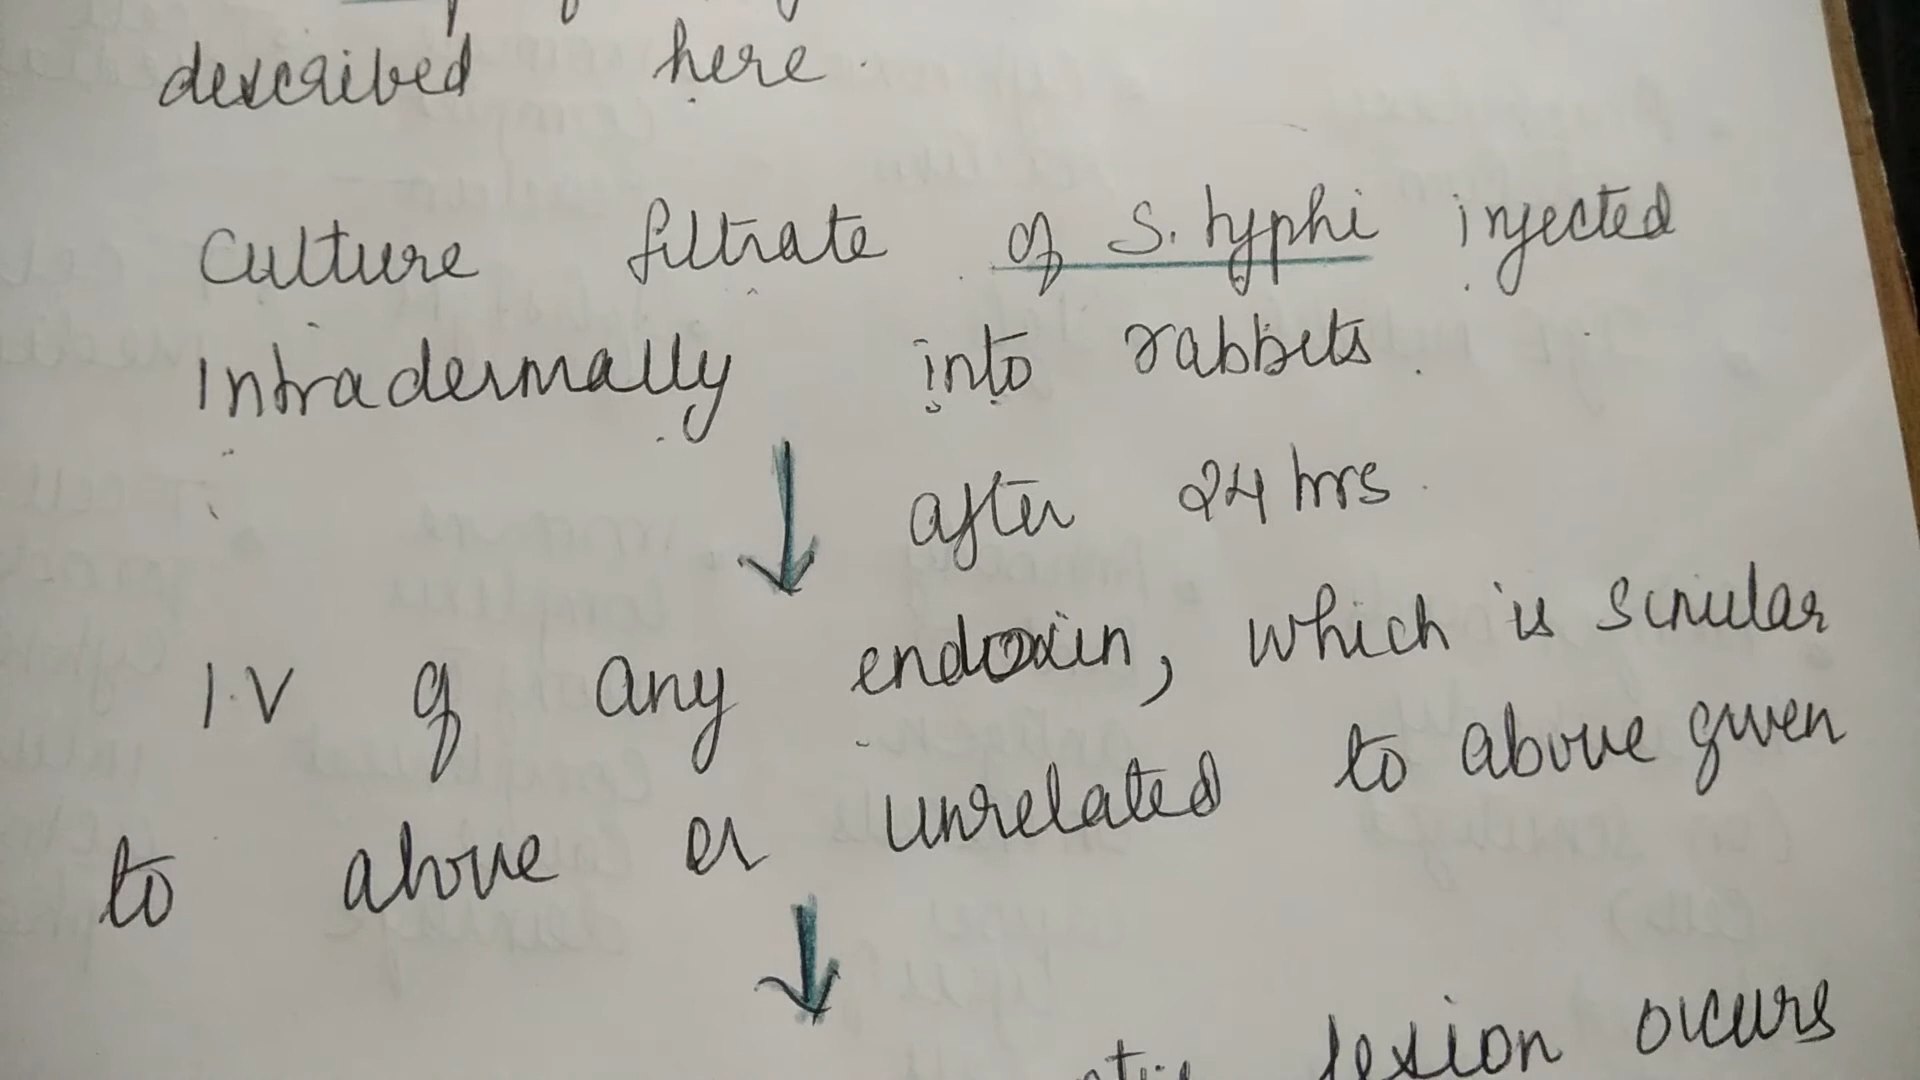 described here.
Culture filtrate of S. typhi injected
intradermally into rabbits.
after 24 hrs
I.V of any endoxin, which is similar
to above or unrelated to above given
lesion occurs